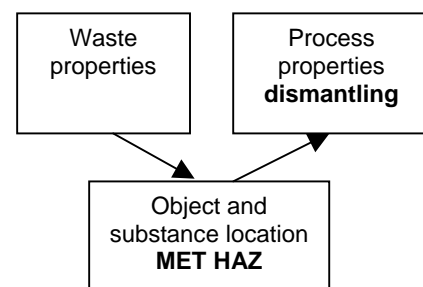 Waste
properties
Process
properties
dismantling
Object and
substance location
MET HAZ